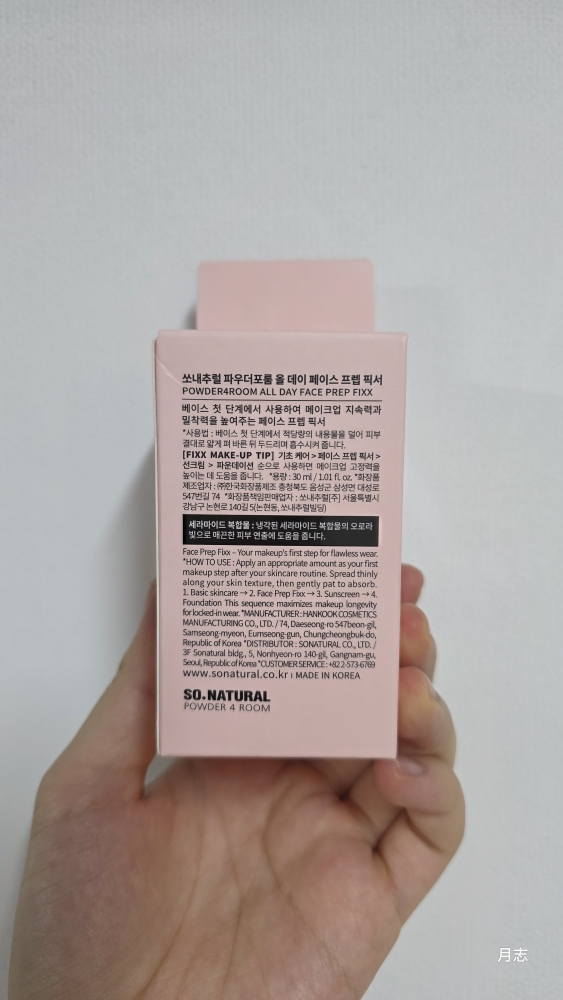 쏘내추럴 파우더포룸 올 데이 페이스 프렙 픽서
POWDER4ROOM ALL DAY FACE PREP FIXX
베이스 첫 단계에서 사용하여 메이크업 지속력과
밀착력을 높여주는 페이스 프렙 픽서
*사용법 : 베이스 첫 단계에서 적당량의 내용물을 덜어 피부
결대로 얇게 펴 바른 뒤 두드리며 흡수시켜 줍니다.
[FIXX MAKE-UP TIP] 기초 케어 > 페이스 프렙 픽서 >
선크림 > 파운데이션 순으로 사용하면 메이크업 고정력을
높이는 데 도움을 줍니다. *용량 : 30 ml / 1.01 fl. oz. *화장품
제조업자 : ㈜한국화장품제조 충청북도 음성군 삼성면 대성로
547번길 74 *화장품책임판매업자 : 쏘내추럴[주] 서울특별시
강남구 논현로 140길 5(논현동, 쏘내추럴빌딩)
세라마이드 복합물 : 냉각된 세라마이드 복합물의 오로라
빛으로 매끈한 피부 연출에 도움을 줍니다.
Face Prep Fixx – Your makeup's first step for flawless wear.
*HOW TO USE : Apply an appropriate amount as your first
makeup step after your skincare routine. Spread thinly
along your skin texture, then gently pat to absorb.
1. Basic skincare → 2. Face Prep Fixx → 3. Sunscreen → 4.
Foundation This sequence maximizes makeup longevity
for locked-in wear. *MANUFACTURER : HANKOOK COSMETICS
MANUFACTURING CO., LTD. / 74, Daeseong-ro 547beon-gil,
Samseong-myeon, Eumseong-gun, Chungcheongbuk-do,
Republic of Korea *DISTRIBUTOR : SONATURAL CO., LTD. /
3F Sonatural bldg., 5, Nonhyeon-ro 140-gil, Gangnam-gu,
Seoul, Republic of Korea *CUSTOMER SERVICE : +82 2-573-6769
www.sonatural.co.kr I MADE IN KOREA
SO.NATURAL
POWDER 4 ROOM
月志